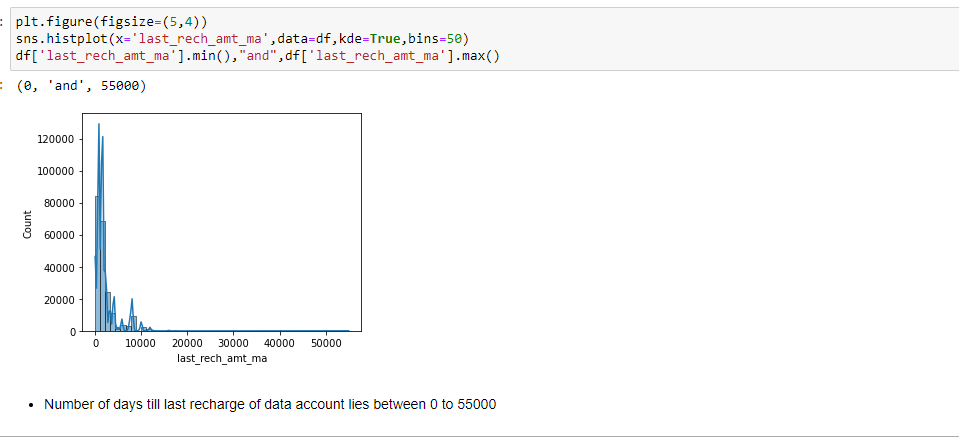 plt.figure(figsize=(5,4))
sns.histplot(x='last_rech_amt_ma',data=df,kde=True,bins=50)
df['last_rech_amt_ma'].min(),"and",df['last_rech_amt_ma'].max()
(0, 'and', 55000)
120000
100000
80000
60000
40000
20000
0
Count
0 10000 20000 30000 40000 50000
last_rech_amt_ma
• Number of days till last recharge of data account lies between 0 to 55000